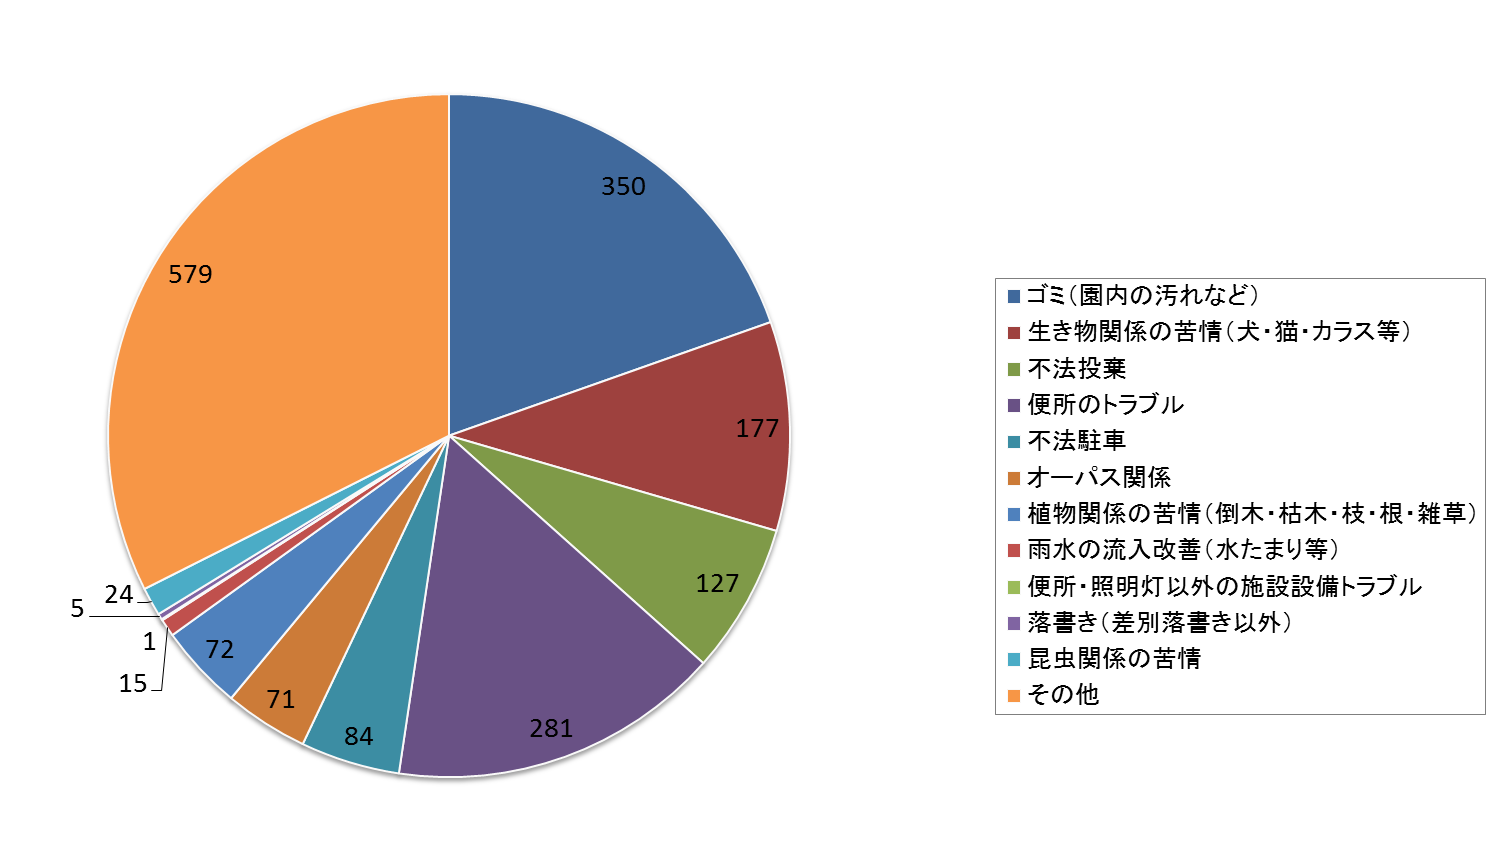 350
177
127
281
84
71
72
15
1
5
24
579
ゴミ（園内の汚れなど）
生き物関係の苦情（犬・猫・カラス等）
不法投棄
便所のトラブル
不法駐車
オーパス関係
植物関係の苦情（倒木・枯木・枝・根・雑草）
雨水の流入改善（水たまり等）
便所・照明灯以外の施設設備トラブル
落書き（差別落書き以外）
昆虫関係の苦情
その他